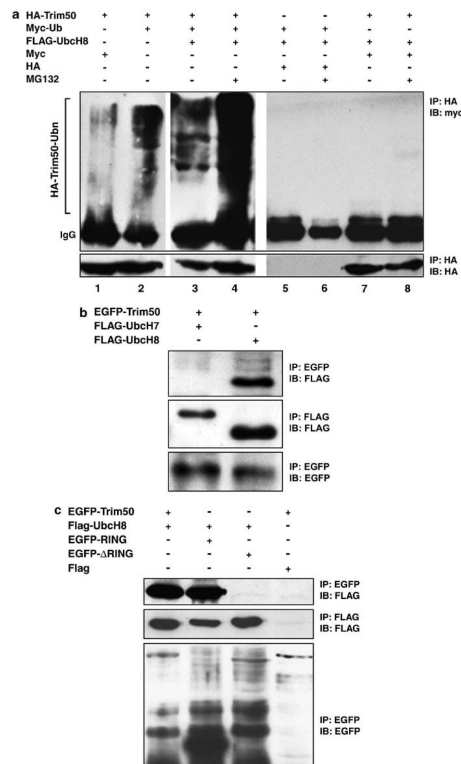 a
HA-Trim50 + + + + - - + +
Myc-Ub - + + + + + - -
FLAG-UbcH8 - - + + + + + +
Myc + - - - - - + +
HA - - - - + + - -
MG132 - - - + - + - +
HA-Trim50-Ubn
IP: HA
IB: myc
IgG
IP: HA
IB: HA
1 2 3 4 5 6 7 8
b
EGFP-Trim50 + +
FLAG-UbcH7 + -
FLAG-UbcH8 - +
IP: EGFP
IB: FLAG
IP: FLAG
IB: FLAG
IP: EGFP
IB: EGFP
c
EGFP-Trim50 + - - +
Flag-UbcH8 + + + -
EGFP-RING - + - -
EGFP-ΔRING - - + -
Flag - - - +
IP: EGFP
IB: FLAG
IP: FLAG
IB: FLAG
IP: EGFP
IB: EGFP